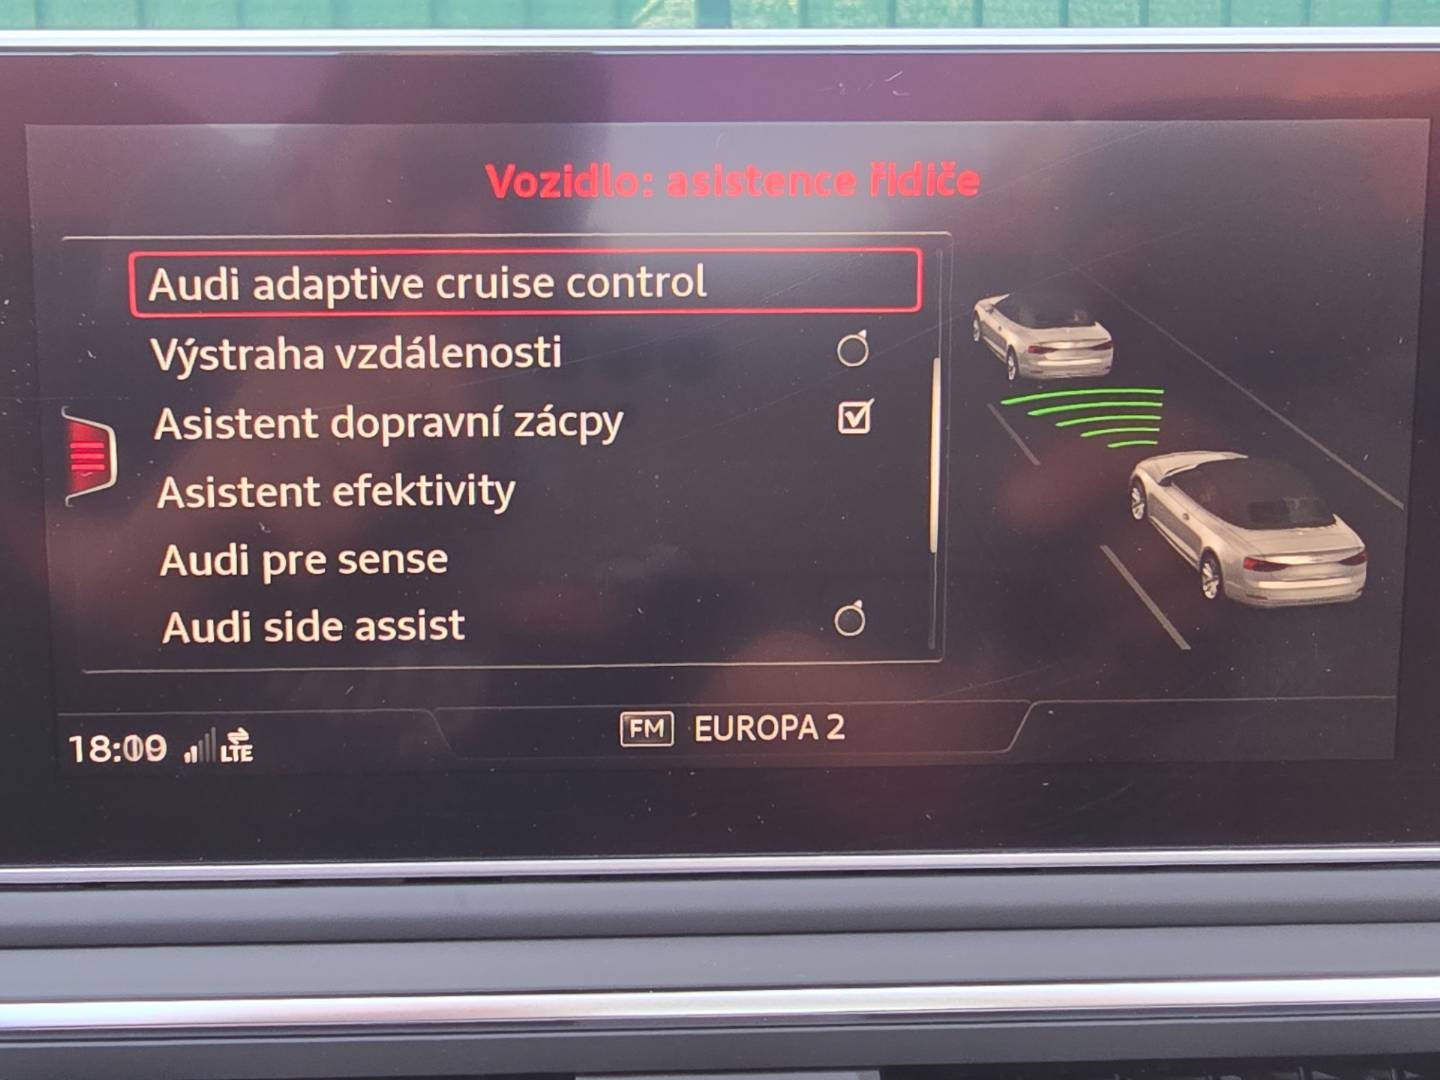 Vozidlo: asistence řidiče
Audi adaptive cruise control
Výstraha vzdálenosti
Asistent dopravní zácpy
Asistent efektivity
Audi pre sense
Audi side assist
18:09 LTE
FM EUROPA 2